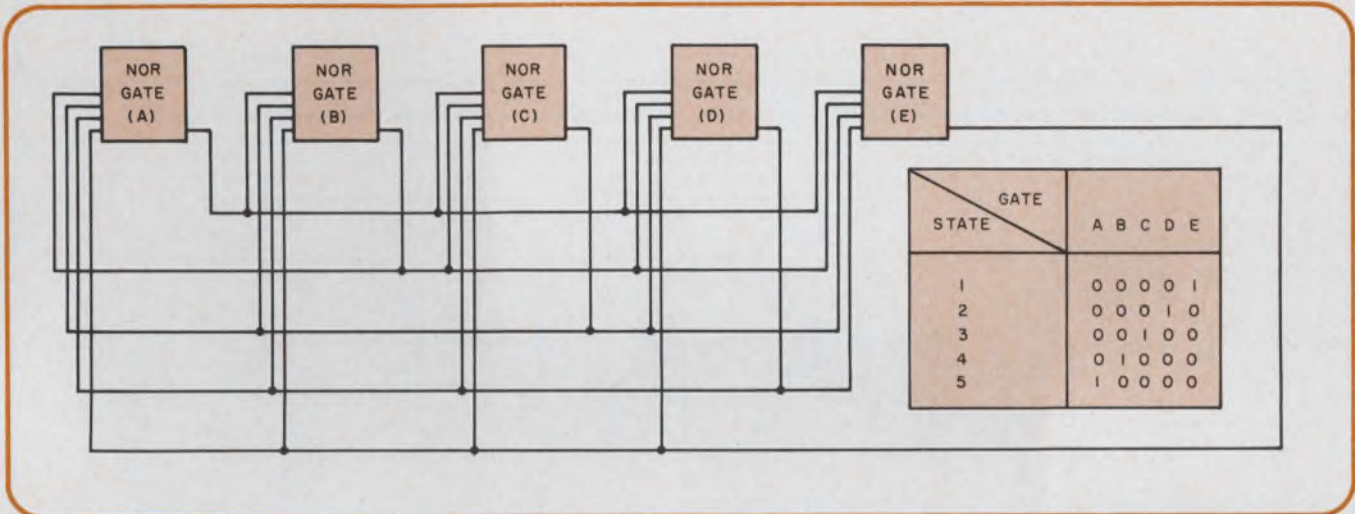 NOR
GATE
(A)
NOR
GATE
(B)
NOR
GATE
(C)
NOR
GATE
(D)
NOR
GATE
(E)
GATE
STATE
A B C D E
1 0 0 0 0 1
2 0 0 0 1 0
3 0 0 1 0 0
4 0 1 0 0 0
5 1 0 0 0 0